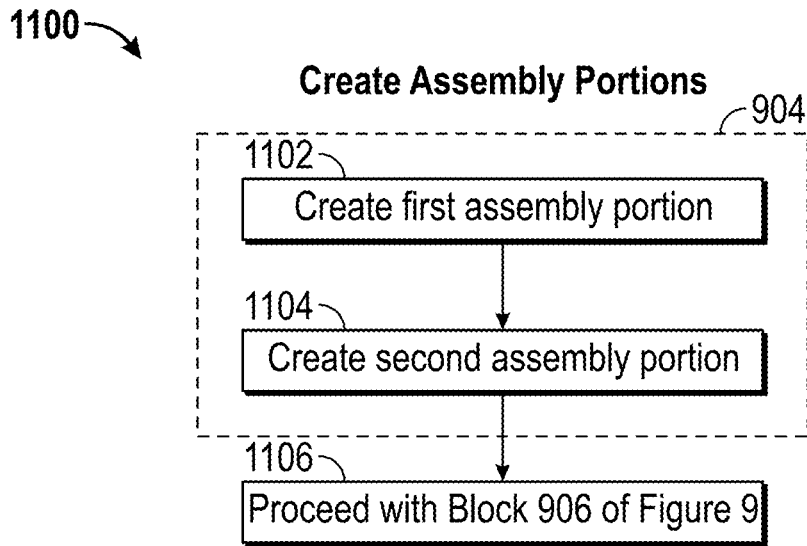 1100
Create Assembly Portions
904
1102
Create first assembly portion
1104
Create second assembly portion
1106
Proceed with Block 906 of Figure 9